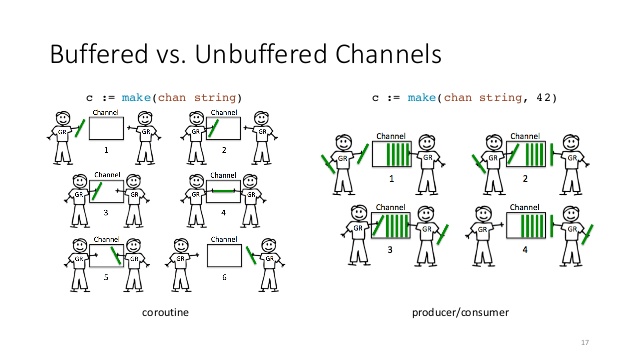 Buffered vs. Unbuffered Channels
c := make(chan string)
Channel
GR
GR
1
Channel
GR
GR
2
Channel
GR
GR
3
Channel
GR
GR
4
Channel
GR
GR
5
Channel
GR
GR
6
coroutine
c := make(chan string, 42)
Channel
GR
GR
1
Channel
GR
GR
2
Channel
GR
GR
3
Channel
GR
GR
4
producer/consumer
17